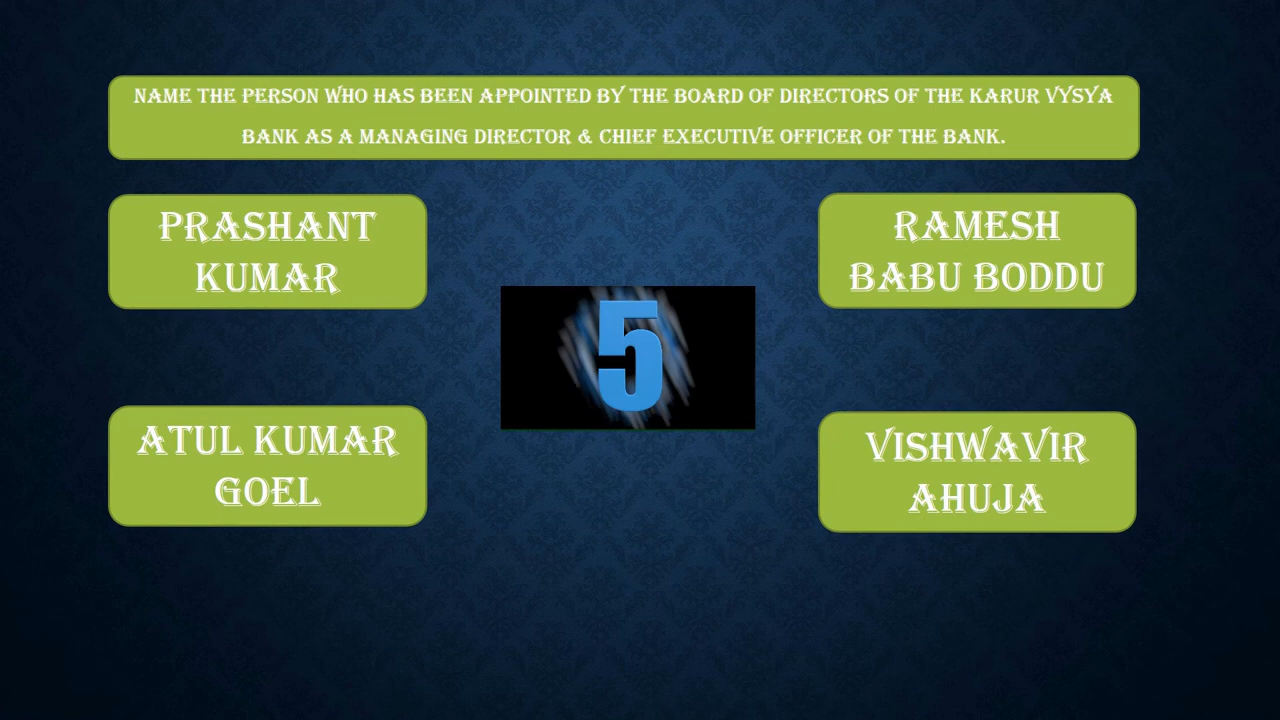 NAME THE PERSON WHO HAS BEEN APPOINTED BY THE BOARD OF DIRECTORS OF THE KARUR VYSYA
BANK AS A MANAGING DIRECTOR & CHIEF EXECUTIVE OFFICER OF THE BANK.
PRASHANT
KUMAR
RAMESH
BABU BODDU
5
ATUL KUMAR
GOEL
VISHWAVIR
AHUJA